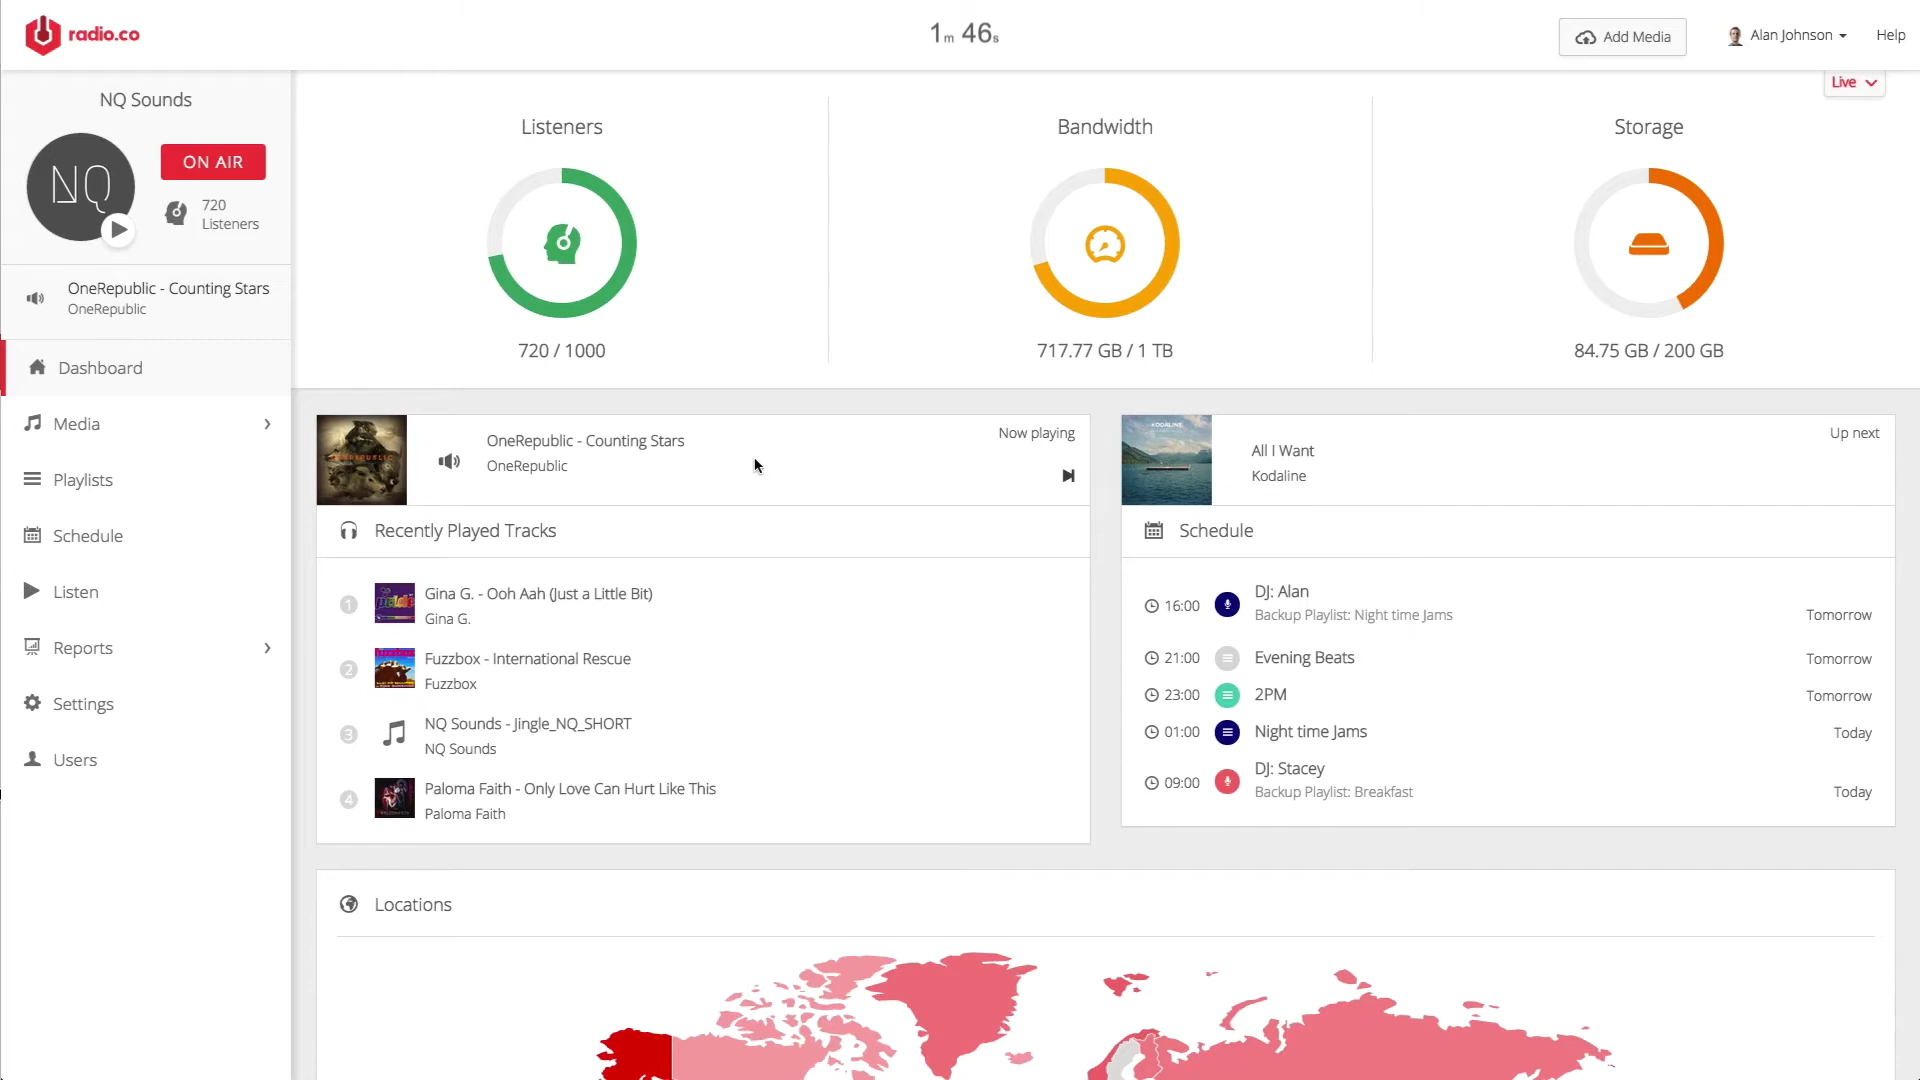 radio.co
1m 46s
Add Media
Alan Johnson
Help
Live
NQ Sounds
NQ
ON AIR
720
Listeners
OneRepublic - Counting Stars
OneRepublic
Dashboard
Media
Playlists
Schedule
Listen
Reports
Settings
Users
Listeners
720 / 1000
Bandwidth
717.77 GB / 1 TB
Storage
84.75 GB / 200 GB
OneRepublic - Counting Stars
OneRepublic
Now playing
Recently Played Tracks
1
Gina G. - Ooh Aah (Just a Little Bit)
Gina G.
2
Fuzzbox - International Rescue
Fuzzbox
3
NQ Sounds - Jingle_NQ_SHORT
NQ Sounds
4
Paloma Faith - Only Love Can Hurt Like This
Paloma Faith
KODALINE
All I Want
Kodaline
Up next
Schedule
16:00
DJ: Alan
Backup Playlist: Night time Jams
Tomorrow
21:00
Evening Beats
Tomorrow
23:00
2PM
Tomorrow
01:00
Night time Jams
Today
09:00
DJ: Stacey
Backup Playlist: Breakfast
Today
Locations